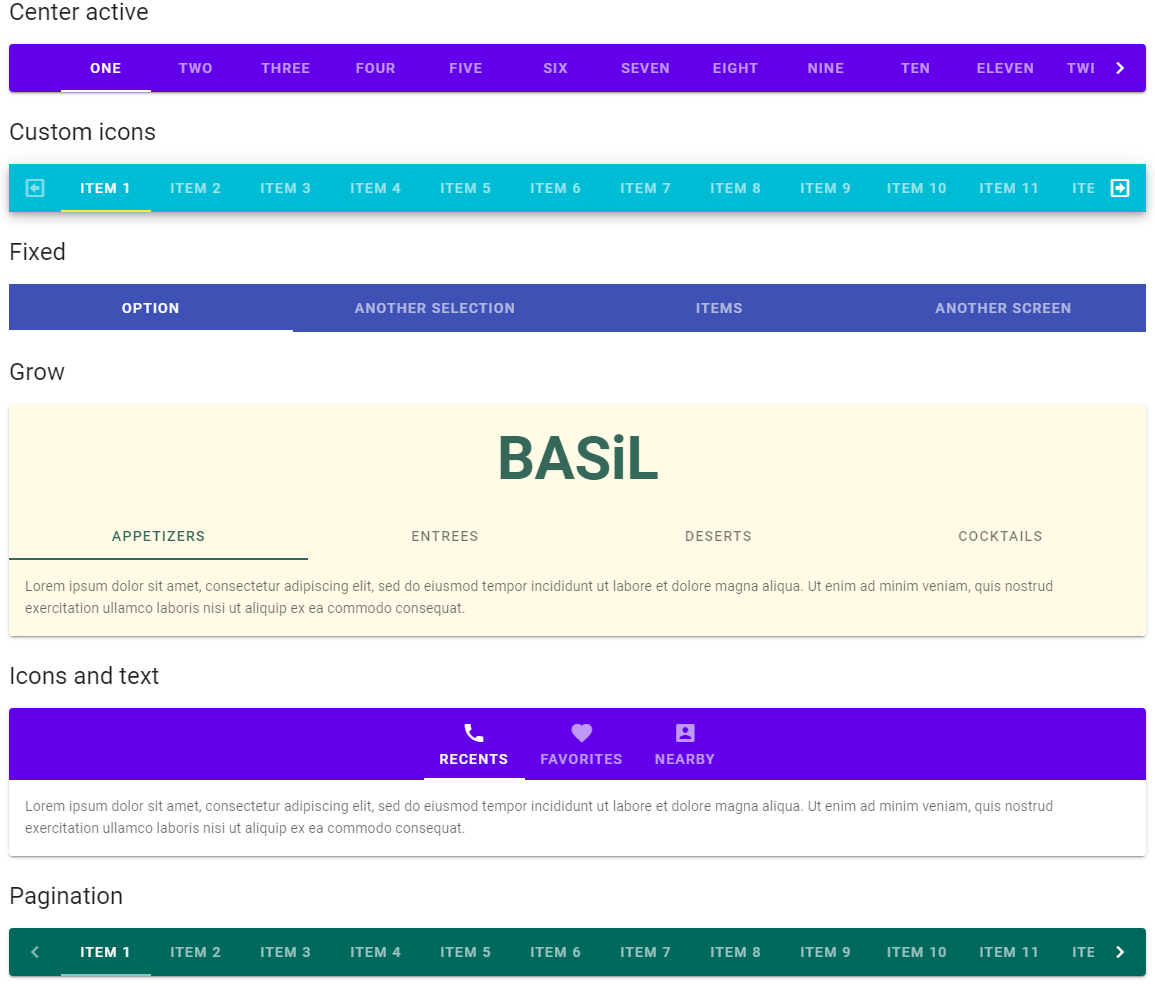 Center active
ONE TWO THREE FOUR FIVE SIX SEVEN EIGHT NINE TEN ELEVEN
Custom icons
ITEM 1 ITEM 2 ITEM 3 ITEM 4 ITEM 5 ITEM 6 ITEM 7 ITEM 8 ITEM 9 ITEM 10 ITEM 11 ITE
Fixed
OPTION ANOTHER SELECTION ITEMS ANOTHER SCREEN
Grow
BASiL
APPETIZERS ENTREES DESERTS COCKTAILS
Lorem ipsum dolor sit amet, consectetur adipiscing elit, sed do eiusmod tempor incididunt ut labore et dolore magna aliqua. Ut enim ad minim veniam, quis nostrud
exercitation ullamco laboris nisi ut aliquip ex ea commodo consequat.
Icons and text
RECENTS FAVORITES NEARBY
Lorem ipsum dolor sit amet, consectetur adipiscing elit, sed do eiusmod tempor incididunt ut labore et dolore magna aliqua. Ut enim ad minim veniam, quis nostrud
exercitation ullamco laboris nisi ut aliquip ex ea commodo consequat.
Pagination
ITEM 1 ITEM 2 ITEM 3 ITEM 4 ITEM 5 ITEM 6 ITEM 7 ITEM 8 ITEM 9 ITEM 10 ITEM 11 ITE